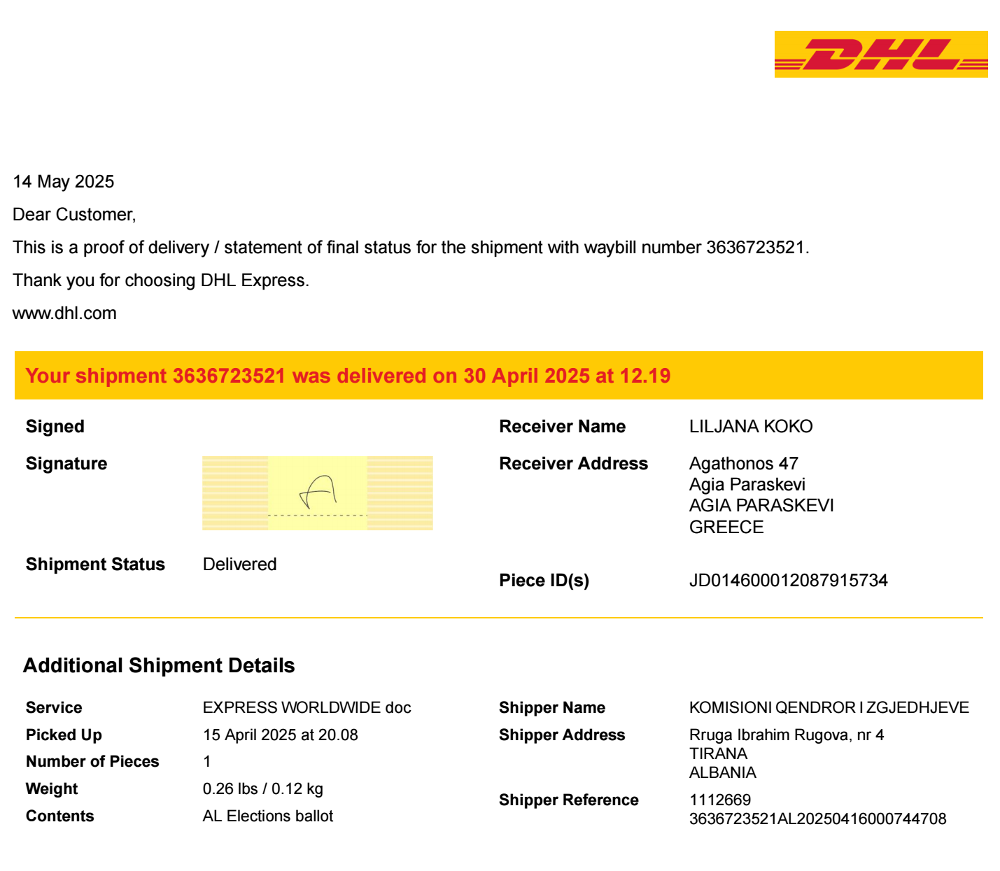 DHL
14 May 2025
Dear Customer,
This is a proof of delivery / statement of final status for the shipment with waybill number 3636723521.
Thank you for choosing DHL Express.
www.dhl.com
Your shipment 3636723521 was delivered on 30 April 2025 at 12.19
Signed
Signature
Shipment Status Delivered
Receiver Name LILJANA KOKO
Receiver Address Agathonos 47
Agia Paraskevi
AGIA PARASKEVI
GREECE
Piece ID(s) JD014600012087915734
Additional Shipment Details
Service EXPRESS WORLDWIDE doc
Picked Up 15 April 2025 at 20.08
Number of Pieces 1
Weight 0.26 lbs / 0.12 kg
Contents AL Elections ballot
Shipper Name KOMISIONI QENDROR I ZGJEDHJEVE
Shipper Address Rruga Ibrahim Rugova, nr 4
TIRANA
ALBANIA
Shipper Reference 1112669
3636723521AL20250416000744708